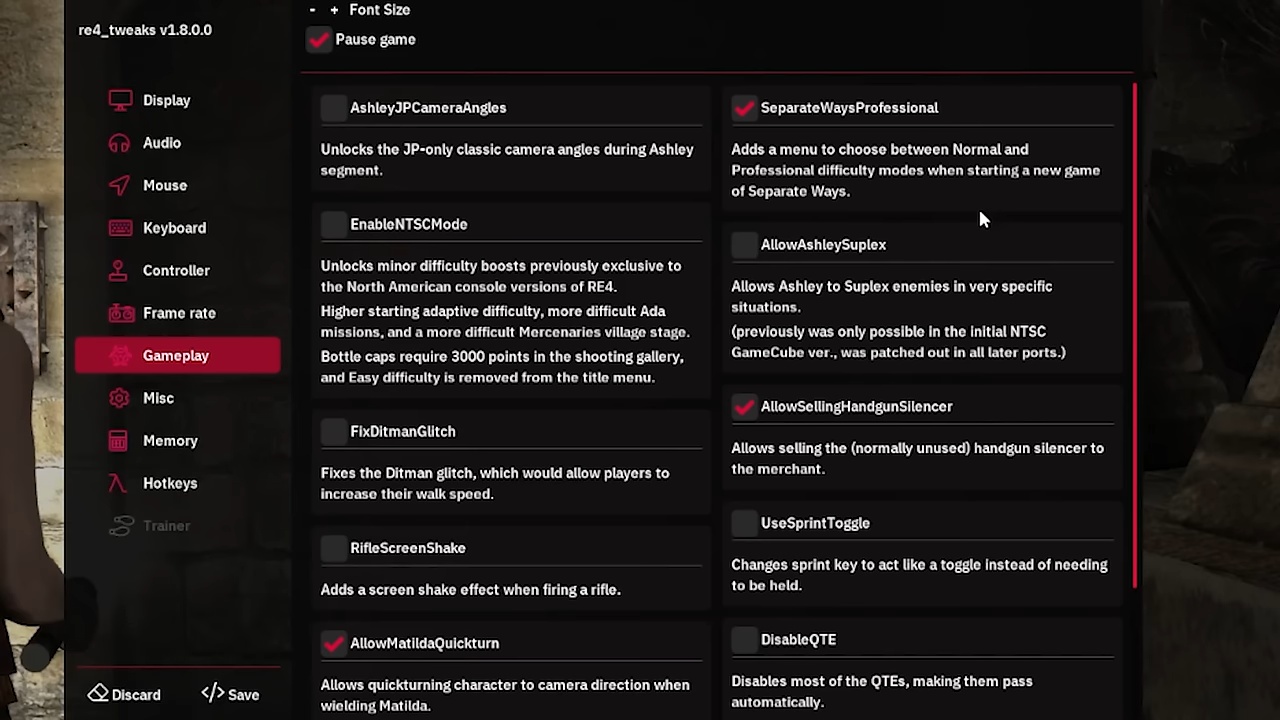 re4_tweaks v1.8.0.0
Display
Audio
Mouse
Keyboard
Controller
Frame rate
Gameplay
Misc
Memory
Hotkeys
Trainer
Discard
Save
- + Font Size
Pause game
AshleyJPCameraAngles
Unlocks the JP-only classic camera angles during Ashley
segment.
EnableNTSCMode
Unlocks minor difficulty boosts previously exclusive to
the North American console versions of RE4.
Higher starting adaptive difficulty, more difficult Ada
missions, and a more difficult Mercenaries village stage.
Bottle caps require 3000 points in the shooting gallery,
and Easy difficulty is removed from the title menu.
FixDitmanGlitch
Fixes the Ditman glitch, which would allow players to
increase their walk speed.
RifleScreenShake
Adds a screen shake effect when firing a rifle.
AllowMatildaQuickturn
Allows quickturning character to camera direction when
wielding Matilda.
SeparateWaysProfessional
Adds a menu to choose between Normal and
Professional difficulty modes when starting a new game
of Separate Ways.
AllowAshleySuplex
Allows Ashley to Suplex enemies in very specific
situations.
(previously was only possible in the initial NTSC
GameCube ver., was patched out in all later ports.)
AllowSellingHandgunSilencer
Allows selling the (normally unused) handgun silencer to
the merchant.
UseSprintToggle
Changes sprint key to act like a toggle instead of needing
to be held.
DisableQTE
Disables most of the QTEs, making them pass
automatically.